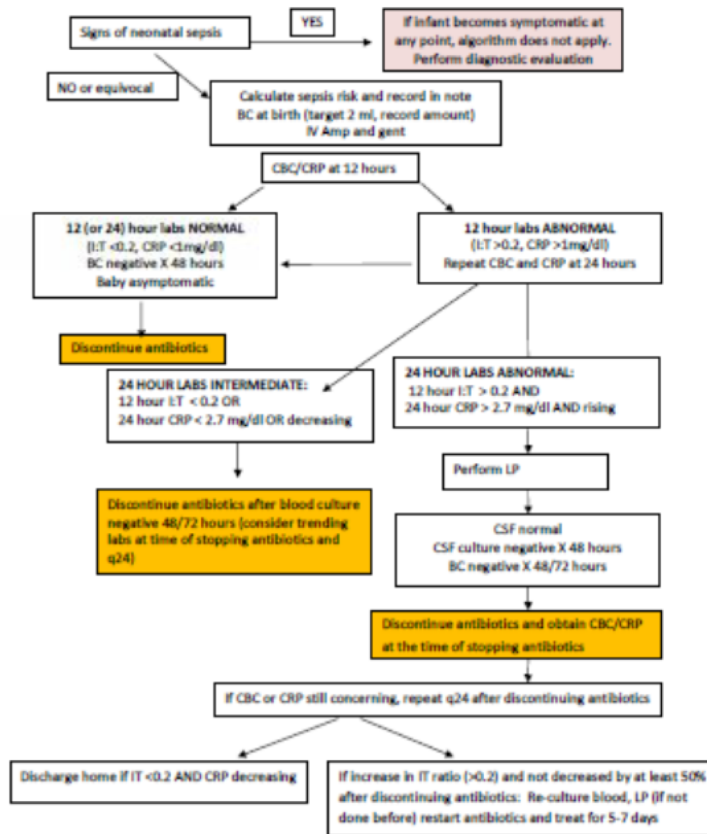 Signs of neonatal sepsis
YES
If infant becomes symptomatic at
any point, algorithm does not apply.
Perform diagnostic evaluation
NO or equivocal
Calculate sepsis risk and record in note
BC at birth (target 2 ml, record amount)
IV Amp and gent
CBC/CRP at 12 hours
12 (or 24) hour labs NORMAL
(I:T <0.2, CRP <1mg/dl)
BC negative X 48 hours
Baby asymptomatic
12 hour labs ABNORMAL
(I:T >0.2, CRP >1mg/dl)
Repeat CBC and CRP at 24 hours
Discontinue antibiotics
24 HOUR LABS INTERMEDIATE:
12 hour I:T < 0.2 OR
24 hour CRP < 2.7 mg/dl OR decreasing
24 HOUR LABS ABNORMAL:
12 hour I:T > 0.2 AND
24 hour CRP > 2.7 mg/dl AND rising
Perform LP
Discontinue antibiotics after blood culture
negative 48/72 hours (consider trending
labs at time of stopping antibiotics and
q24)
CSF normal
CSF culture negative X 48 hours
BC negative X 48/72 hours
Discontinue antibiotics and obtain CBC/CRP
at the time of stopping antibiotics
If CBC or CRP still concerning, repeat q24 after discontinuing antibiotics
Discharge home if IT <0.2 AND CRP decreasing
If increase in IT ratio (>0.2) and not decreased by at least 50%
after discontinuing antibiotics: Re-culture blood, LP (if not
done before) restart antibiotics and treat for 5-7 days